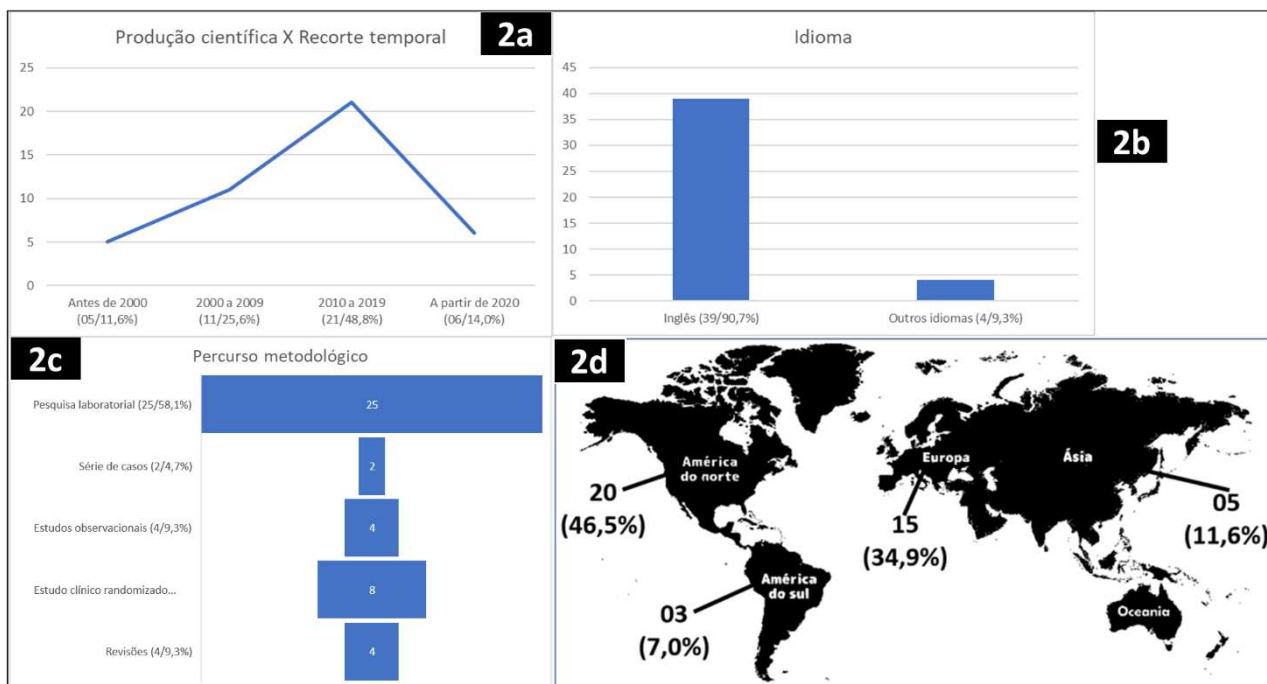 Produção científica X Recorte temporal
2a
25
20
15
10
5
0
Antes de 2000
(05/11,6%)
2000 a 2009
(11/25,6%)
2010 a 2019
(21/48,8%)
A partir de 2020
(06/14,0%)
Idioma
2b
45
40
35
30
25
20
15
10
5
0
Inglês (39/90,7%)
Outros idiomas (4/9,3%)
2c
Percurso metodológico
Pesquisa laboratorial (25/58,1%)
25
Série de casos (2/4,7%)
2
Estudos observacionais (4/9,3%)
4
Estudo clínico randomizado...
8
Revisões (4/9,3%)
4
2d
América
do norte
20
(46,5%)
Europa
15
(34,9%)
Ásia
05
(11,6%)
América
do sul
03
(7,0%)
Oceania